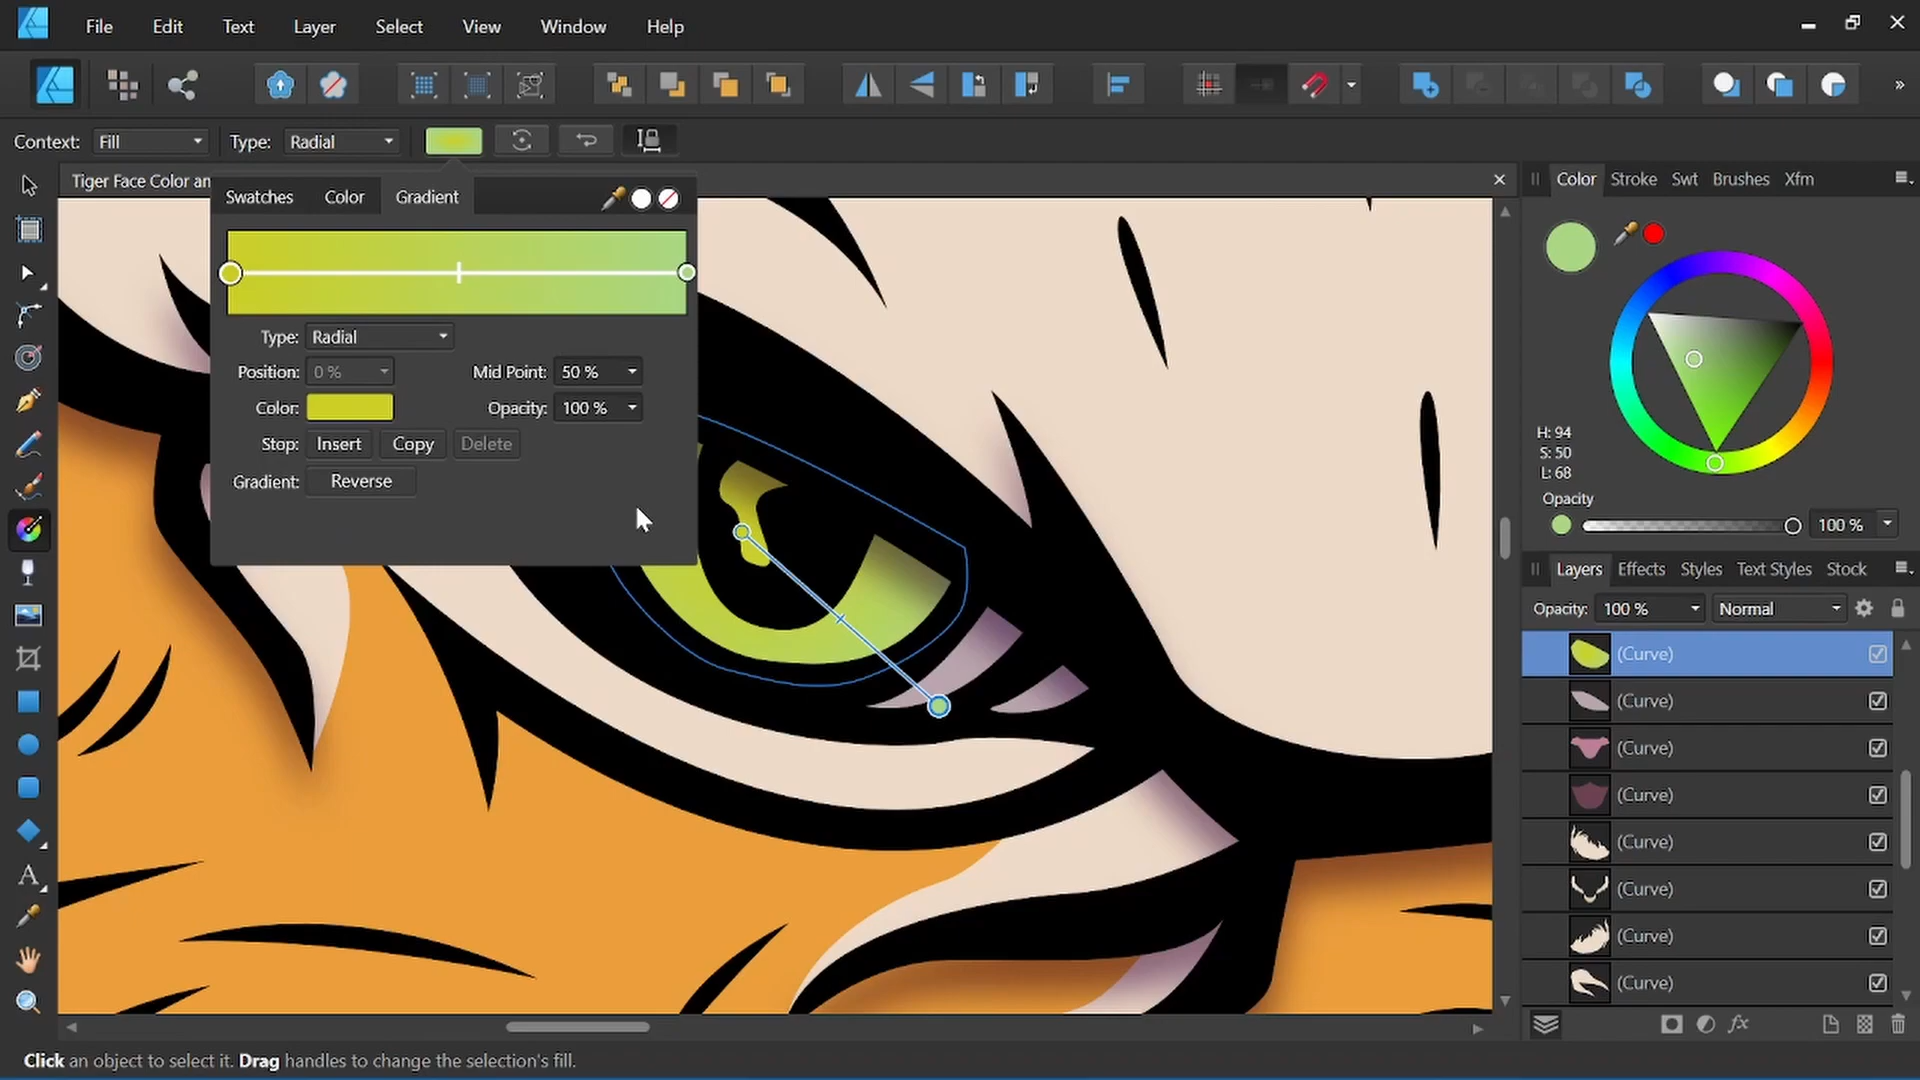 File Edit Text Layer Select View Window Help
Context: Fill Type: Radial
Tiger Face Color an
Swatches Color Gradient
Type: Radial
Position: 0 % Mid Point: 50 %
Color: Opacity: 100 %
Stop: Insert Copy Delete
Gradient: Reverse
Color Stroke Swt Brushes Xfm
H: 94
S: 50
L: 68
Opacity
100 %
Layers Effects Styles Text Styles Stock
Opacity: 100 % Normal
(Curve)
(Curve)
(Curve)
(Curve)
(Curve)
(Curve)
(Curve)
(Curve)
Click an object to select it. Drag handles to change the selection's fill.